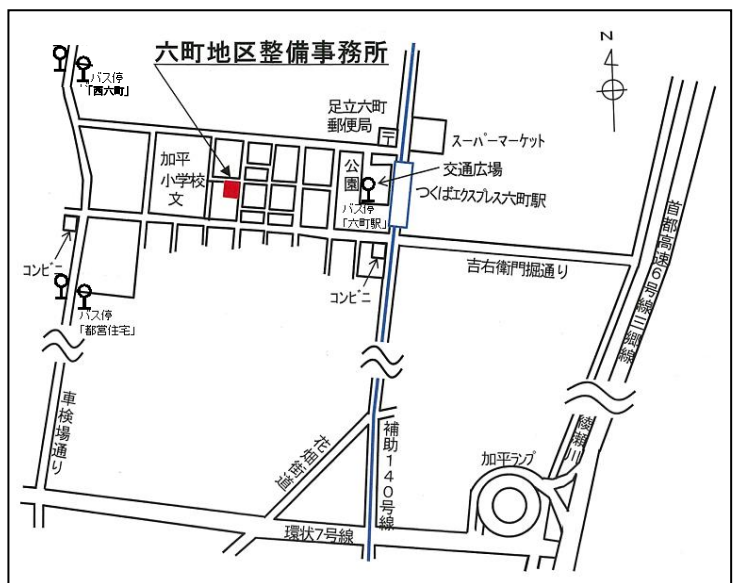 六町地区整備事務所
N
バス停
「西六町」
足立六町
郵便局
〒
スーパーマーケット
加平
小学校
文
公園
交通広場
つくばエクスプレス六町駅
バス停
「六町駅」
首都高速6号線三郷線
コンビニ
コンビニ
吉右衛門堀通り
バス停
「都営住宅」
車検場通り
花畑街道
補助140号線
綾瀬川
加平ランプ
環状7号線